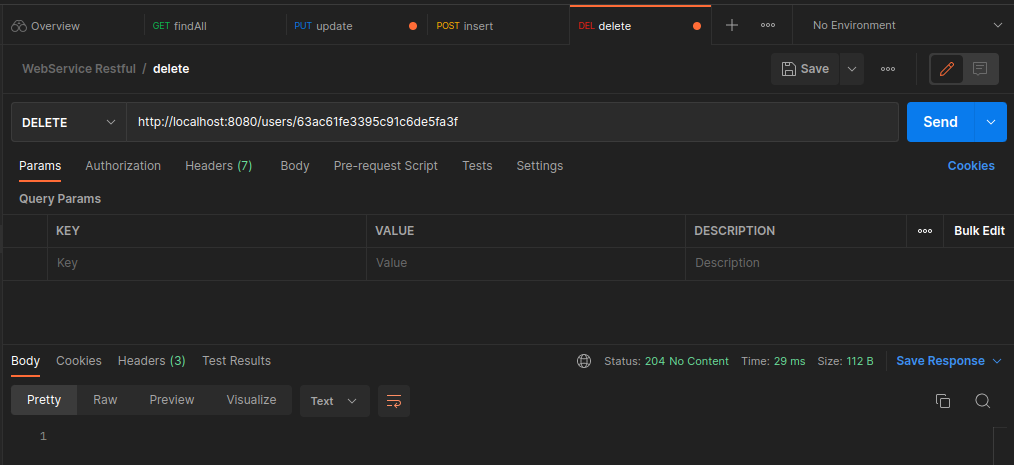 Overview GET findAll PUT update POST insert DEL delete No Environment
WebService Restful / delete Save
DELETE http://localhost:8080/users/63ac61fe3395c91c6de5fa3f Send
Params Authorization Headers (7) Body Pre-request Script Tests Settings Cookies
Query Params
KEY VALUE DESCRIPTION Bulk Edit
Key Value Description
Body Cookies Headers (3) Test Results Status: 204 No Content Time: 29 ms Size: 112 B Save Response
Pretty Raw Preview Visualize Text
1